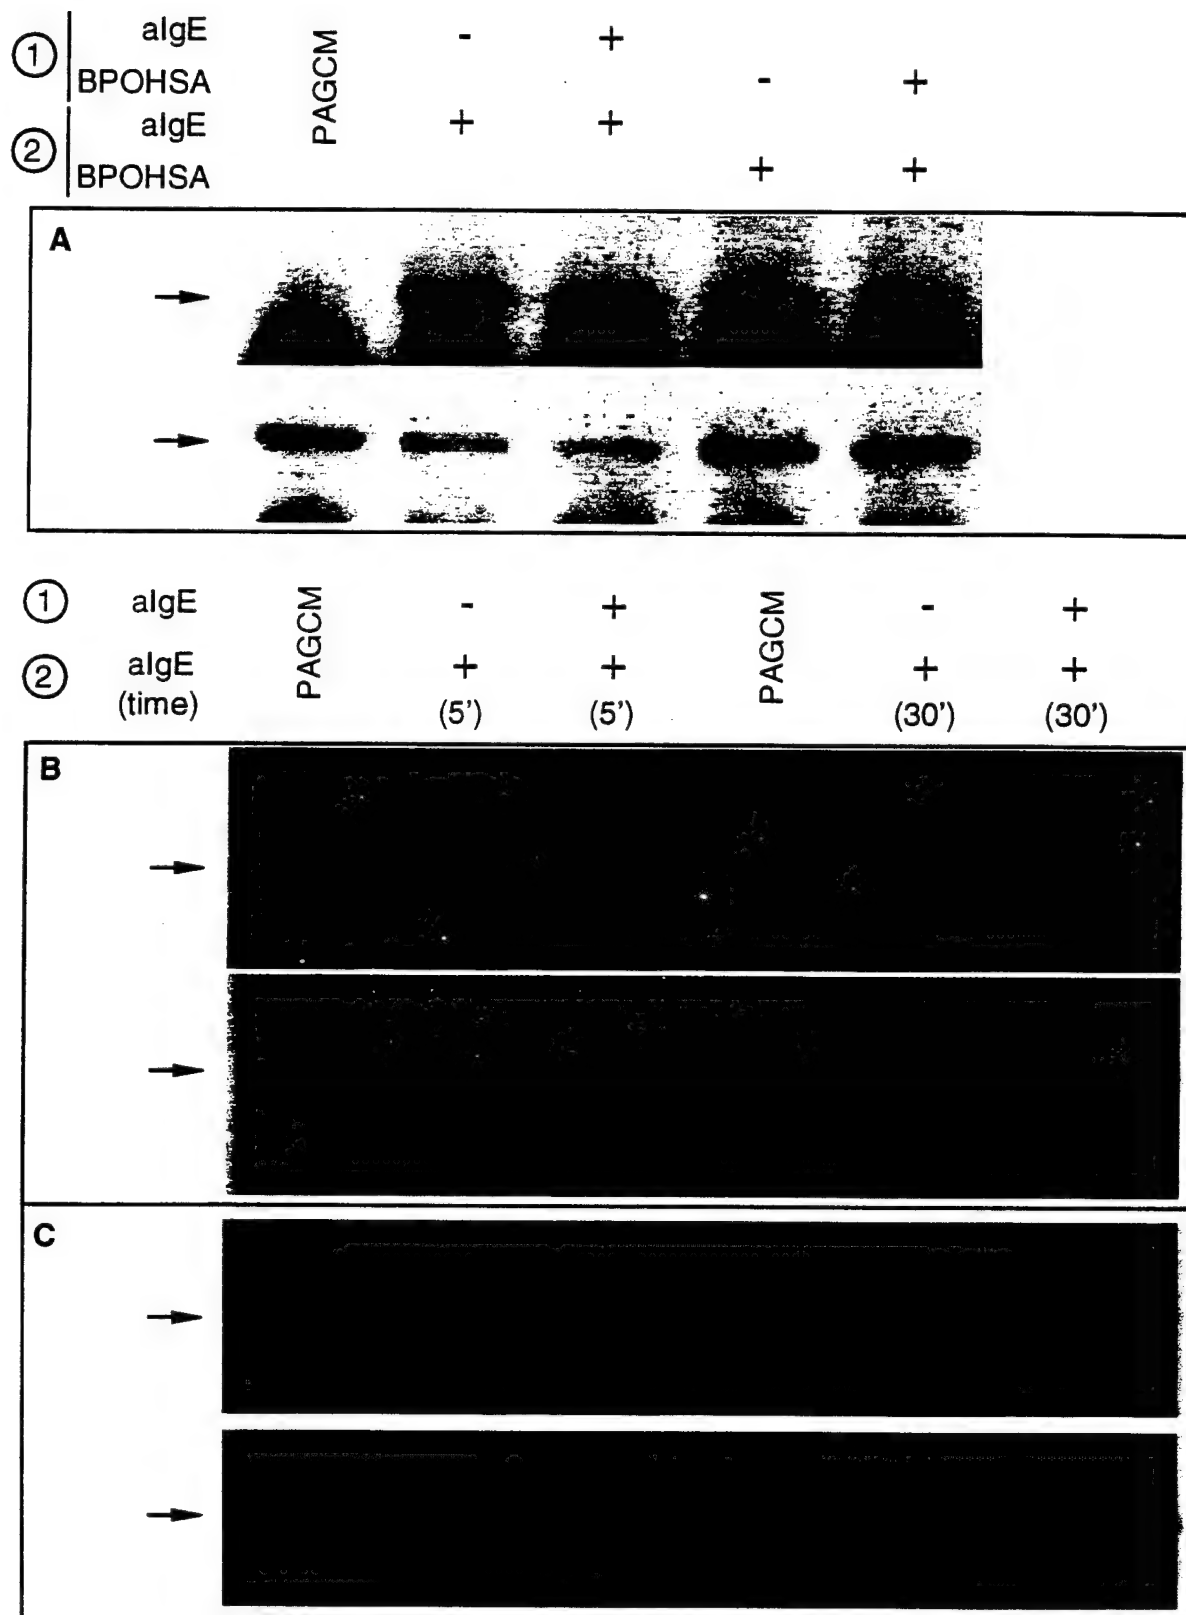 ① aIgE PAGCM - +
BPOHSA - +
② aIgE + +
BPOHSA + +
A
① aIgE PAGCM - + PAGCM - +
② aIgE + + + +
(time) (5’) (5’) (30’) (30’)
B
C